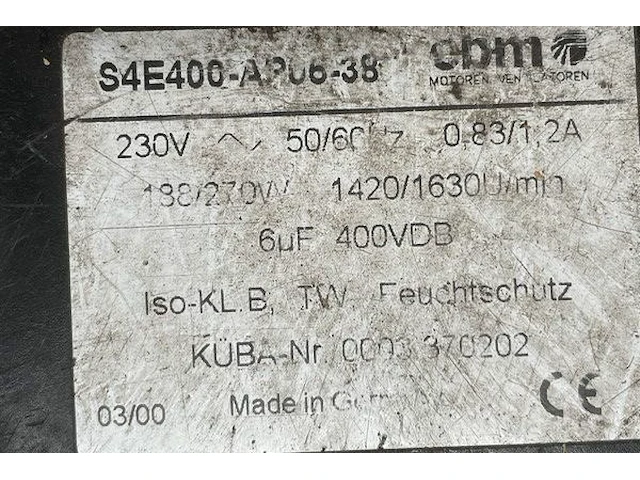 S4E400-AP06-38 ebm
MOTOREN VENTILATOREN
230V ~ 50/60Hz 0,83/1,2A
188/270W 1420/1630U/min
6µF 400VDB
Iso-KL.B, TW, Feuchtschutz
KÜBA-Nr. 0003.370202
03/00 Made in Germany CE